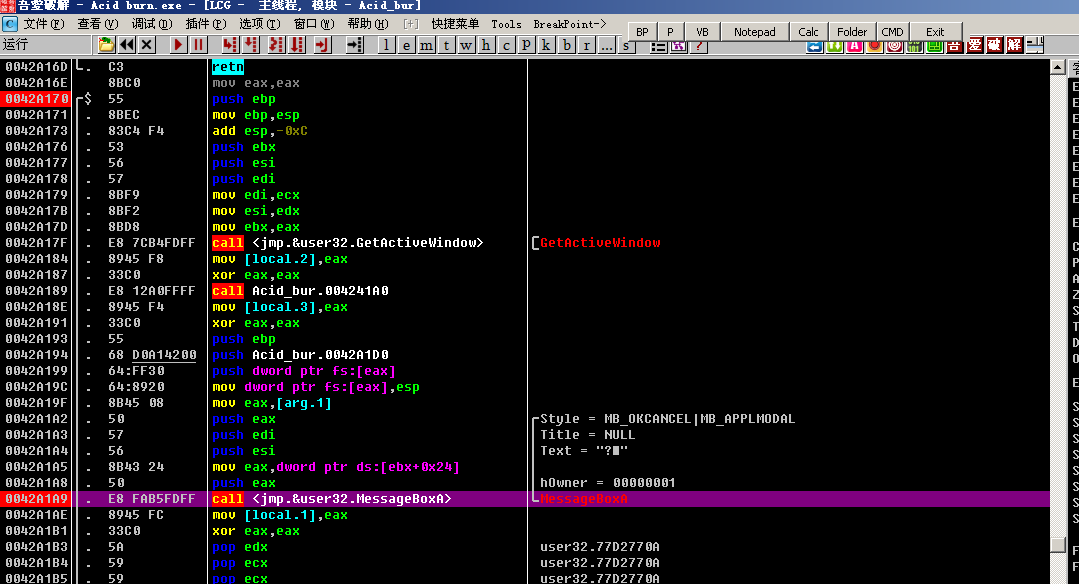 吾爱破解 - Acid burn.exe - [LCG - 主线程, 模块 - Acid_bur]
文件(F) 查看(V) 调试(D) 插件(P) 选项(T) 窗口(W) 帮助(H) [+] 快捷菜单 Tools BreakPoint->
BP P VB Notepad Calc Folder CMD Exit
运行 l e m t w h c p k b r ... s ? 吾 爱 破 解
0042A16D . C3 retn
0042A16E 8BC0 mov eax,eax
0042A170 $ 55 push ebp
0042A171 . 8BEC mov ebp,esp
0042A173 . 83C4 F4 add esp,-0xC
0042A176 . 53 push ebx
0042A177 . 56 push esi
0042A178 . 57 push edi
0042A179 . 8BF9 mov edi,ecx
0042A17B . 8BF2 mov esi,edx
0042A17D . 8BD8 mov ebx,eax
0042A17F . E8 7CB4FDFF call <jmp.&user32.GetActiveWindow> GetActiveWindow
0042A184 . 8945 F8 mov [local.2],eax
0042A187 . 33C0 xor eax,eax
0042A189 . E8 12A0FFFF call Acid_bur.004241A0
0042A18E . 8945 F4 mov [local.3],eax
0042A191 . 33C0 xor eax,eax
0042A193 . 55 push ebp
0042A194 . 68 D0A14200 push Acid_bur.0042A1D0
0042A199 . 64:FF30 push dword ptr fs:[eax]
0042A19C . 64:8920 mov dword ptr fs:[eax],esp
0042A19F . 8B45 08 mov eax,[arg.1]
0042A1A2 . 50 push eax Style = MB_OKCANCEL|MB_APPLMODAL
0042A1A3 . 57 push edi Title = NULL
0042A1A4 . 56 push esi Text = "?■"
0042A1A5 . 8B43 24 mov eax,dword ptr ds:[ebx+0x24]
0042A1A8 . 50 push eax hOwner = 00000001
0042A1A9 . E8 FAB5FDFF call <jmp.&user32.MessageBoxA> MessageBoxA
0042A1AE . 8945 FC mov [local.1],eax
0042A1B1 . 33C0 xor eax,eax
0042A1B3 . 5A pop edx user32.77D2770A
0042A1B4 . 59 pop ecx user32.77D2770A
0042A1B5 . 59 pop ecx user32.77D2770A